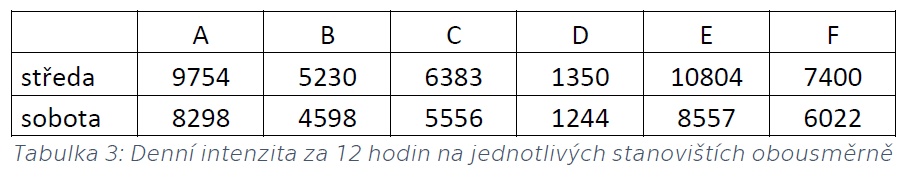 A B C D E F
středa 9754 5230 6383 1350 10804 7400
sobota 8298 4598 5556 1244 8557 6022
Tabulka 3: Denní intenzita za 12 hodin na jednotlivých stanovištích obousměrně